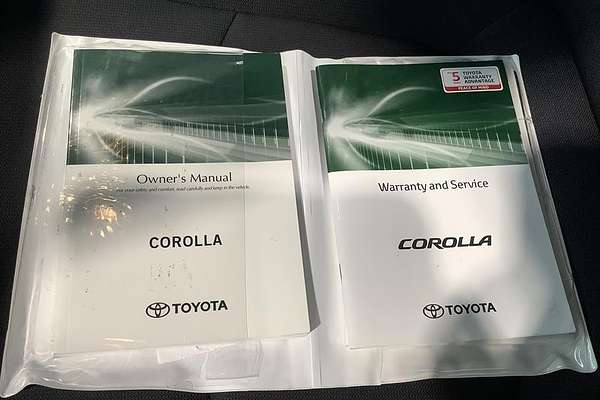 Owner's Manual
For your safety and comfort, read carefully and keep in the vehicle.
COROLLA
TOYOTA
5
TOYOTA
WARRANTY
ADVANTAGE
PEACE OF MIND
Warranty and Service
COROLLA
TOYOTA